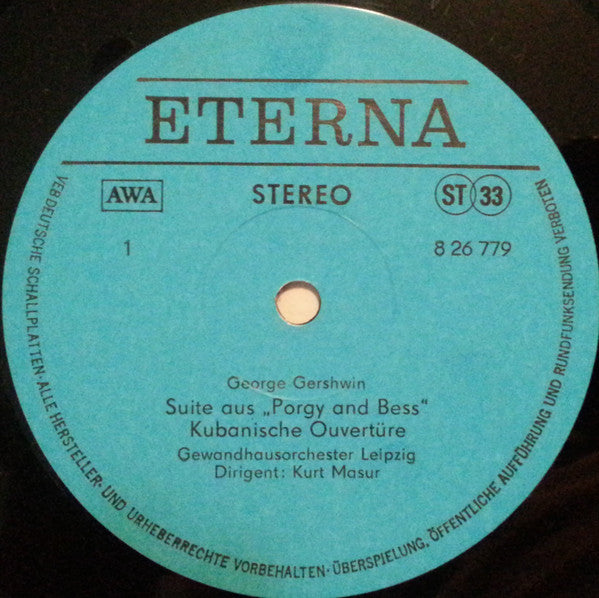 ETERNA
AWA
STEREO
ST 33
1
8 26 779
George Gershwin
Suite aus „Porgy and Bess“
Kubanische Ouvertüre
Gewandhausorchester Leipzig
Dirigent: Kurt Masur
VEB DEUTSCHE SCHALLPLATTEN · ALLE HERSTELLER- UND URHEBERRECHTE VORBEHALTEN · ÜBERSPIELUNG, ÖFFENTLICHE AUFFÜHRUNG UND RUNDFUNKSENDUNG VERBOTEN